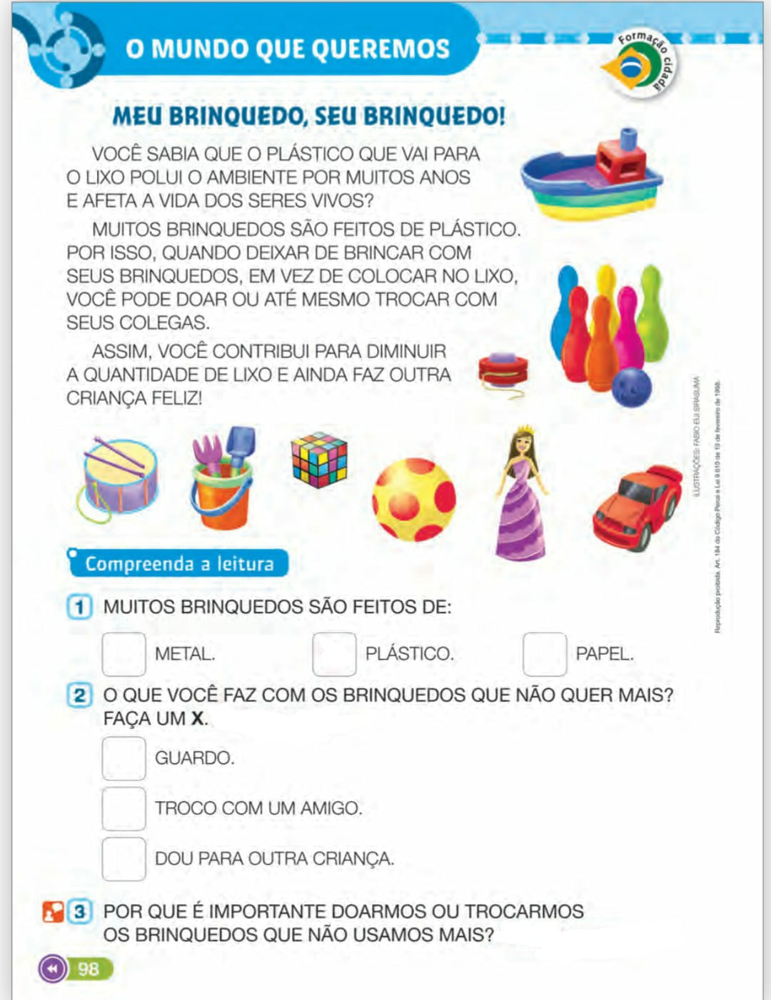 O MUNDO QUE QUEREMOS
Formação cidadã
MEU BRINQUEDO, SEU BRINQUEDO!
VOCÊ SABIA QUE O PLÁSTICO QUE VAI PARA
O LIXO POLUI O AMBIENTE POR MUITOS ANOS
E AFETA A VIDA DOS SERES VIVOS?
MUITOS BRINQUEDOS SÃO FEITOS DE PLÁSTICO.
POR ISSO, QUANDO DEIXAR DE BRINCAR COM
SEUS BRINQUEDOS, EM VEZ DE COLOCAR NO LIXO,
VOCÊ PODE DOAR OU ATÉ MESMO TROCAR COM
SEUS COLEGAS.
ASSIM, VOCÊ CONTRIBUI PARA DIMINUIR
A QUANTIDADE DE LIXO E AINDA FAZ OUTRA
CRIANÇA FELIZ!
ILUSTRAÇÕES: FABIO EIJI SIRASUMA
Reprodução proibida. Art. 184 do Código Penal e Lei 9.610 de 19 de fevereiro de 1998.
Compreenda a leitura
1 MUITOS BRINQUEDOS SÃO FEITOS DE:
METAL. PLÁSTICO. PAPEL.
2 O QUE VOCÊ FAZ COM OS BRINQUEDOS QUE NÃO QUER MAIS?
FAÇA UM X.
GUARDO.
TROCO COM UM AMIGO.
DOU PARA OUTRA CRIANÇA.
3 POR QUE É IMPORTANTE DOARMOS OU TROCARMOS
OS BRINQUEDOS QUE NÃO USAMOS MAIS?
98